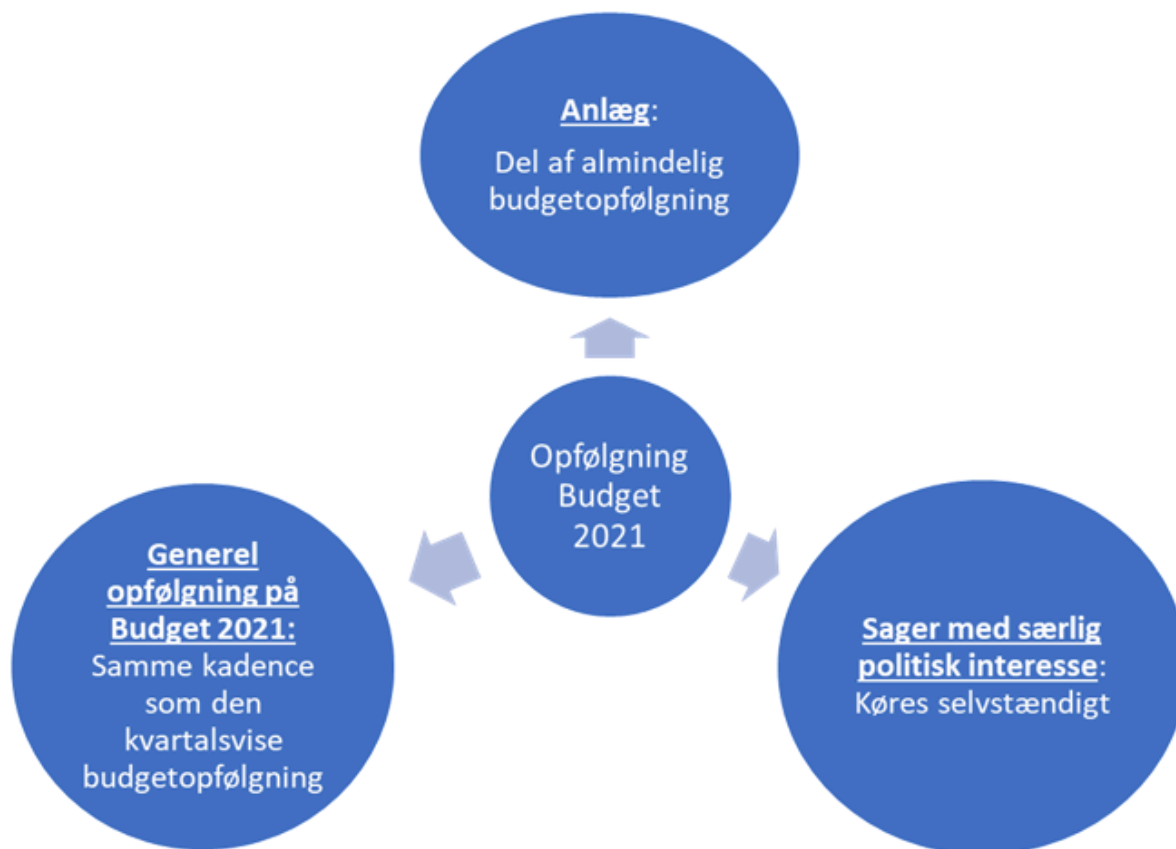 Anlæg:
Del af almindelig
budgetopfølgning
Opfølgning
Budget
2021
Generel
opfølgning på
Budget 2021:
Samme kadence
som den
kvartalsvise
budgetopfølgning
Sager med særlig
politisk interesse:
Køres selvstændigt